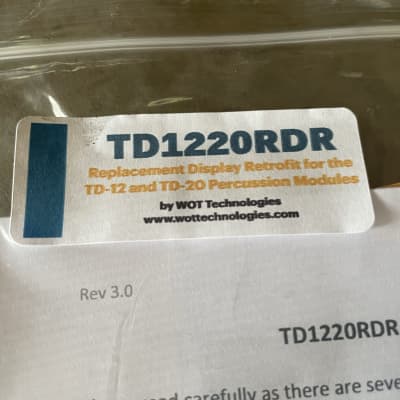 TD1220RDR
Replacement Display Retrofit for the
TD-12 and TD-20 Percussion Modules
by WOT Technologies
www.wottechnologies.com
Rev 3.0
TD1220RDR
carefully as there are seve